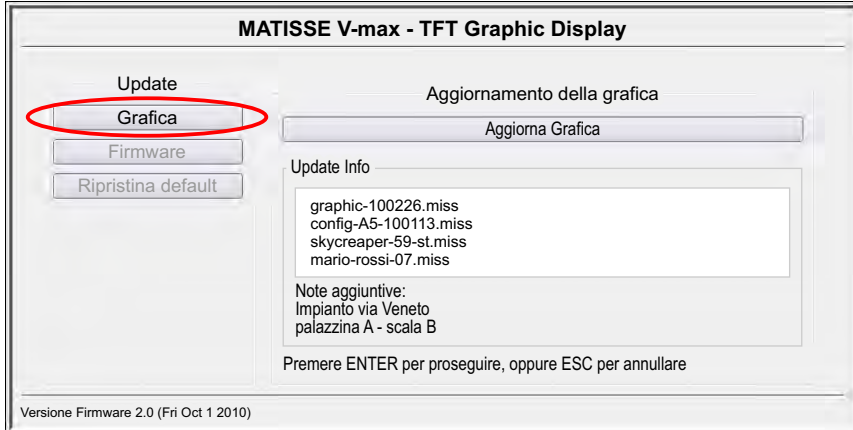 MATISSE V-max - TFT Graphic Display
Update
Grafica
Firmware
Ripristina default
Aggiornamento della grafica
Aggiorna Grafica
Update Info
graphic-100226.miss
config-A5-100113.miss
skycreaper-59-st.miss
mario-rossi-07.miss
Note aggiuntive:
Impianto via Veneto
palazzina A - scala B
Premere ENTER per proseguire, oppure ESC per annullare
Versione Firmware 2.0 (Fri Oct 1 2010)